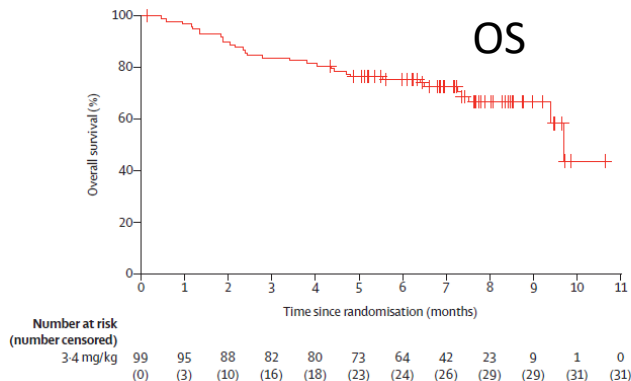 OS
100
80
60
40
20
0
Overall survival (%)
0 1 2 3 4 5 6 7 8 9 10 11
Time since randomisation (months)
Number at risk
(number censored)
3·4 mg/kg 99 95 88 82 80 73 64 42 23 9 1 0
(0) (3) (10) (16) (18) (23) (24) (26) (29) (29) (31) (31)